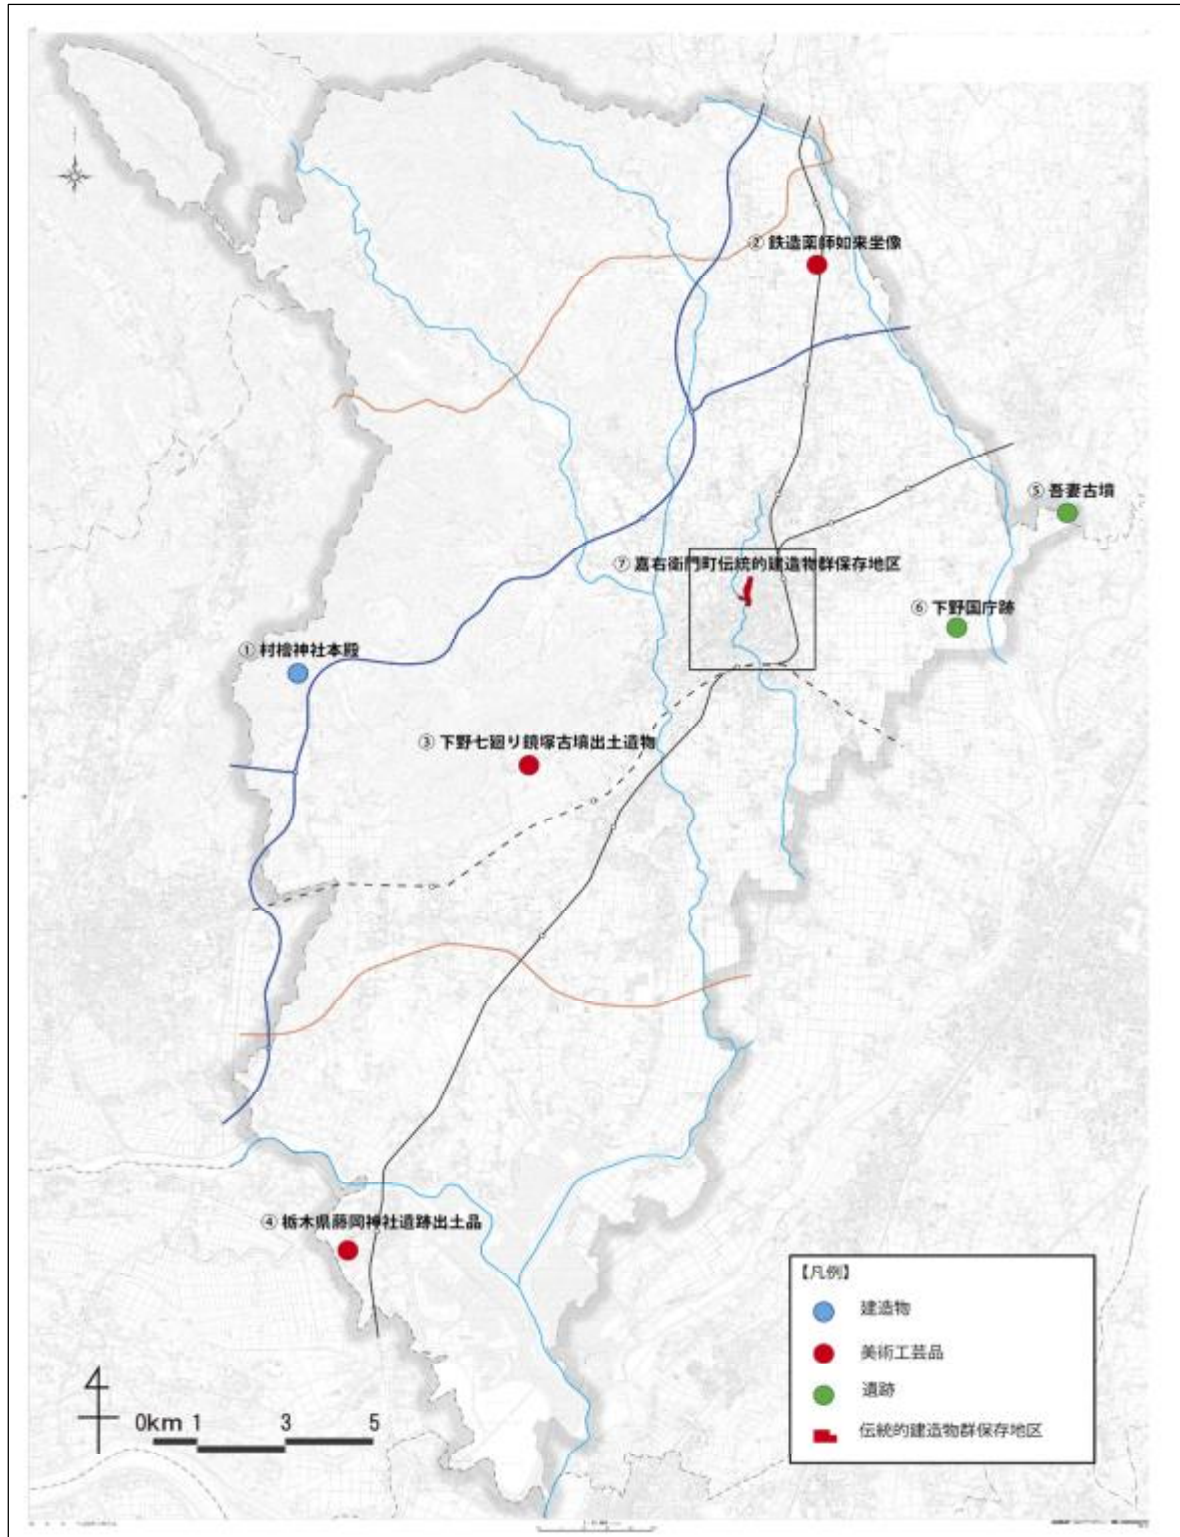 ② 鉄造薬師如来坐像
⑤ 吾妻古墳
⑦ 嘉右衛門町伝統的建造物群保存地区
⑥ 下野国庁跡
① 村檜神社本殿
③ 下野七廻り鏡塚古墳出土遺物
④ 栃木県藤岡神社遺跡出土品
【凡例】
建造物
美術工芸品
遺跡
伝統的建造物群保存地区
0km 1 3 5